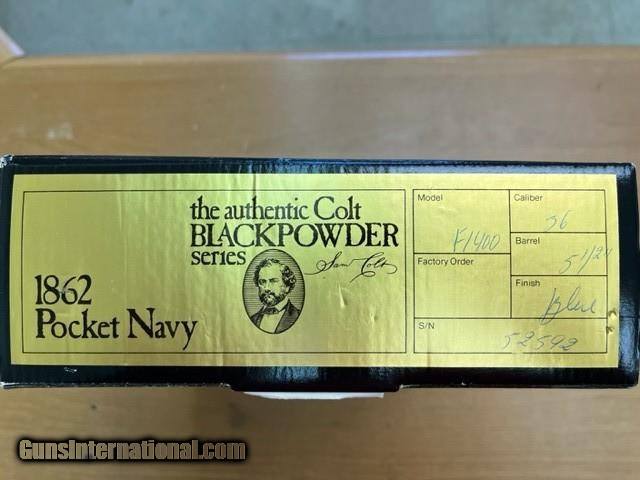 the authentic Colt
BLACKPOWDER
series
Sam Colt
1862
Pocket Navy
Model
F1400
Factory Order
Caliber
36
Barrel
5 1/2"
Finish
Blue
S/N
52592
GunsInternational.com